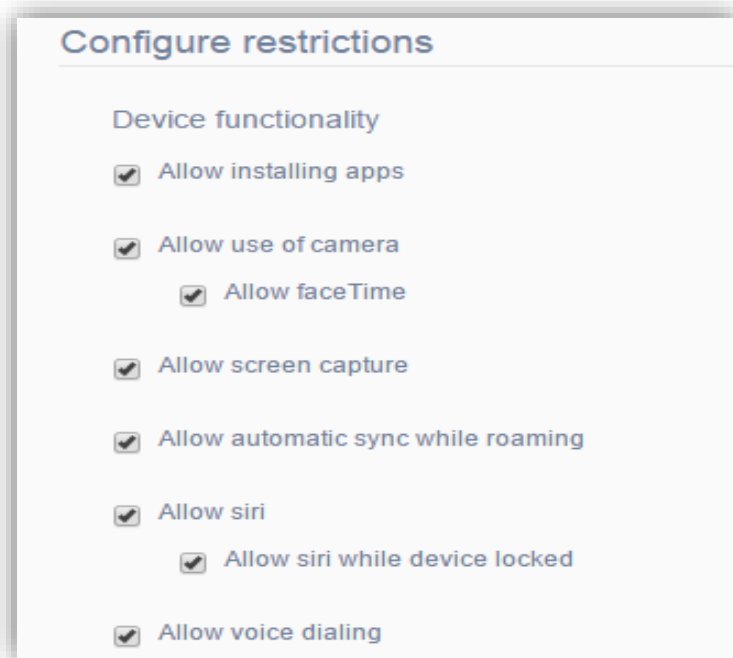 Configure restrictions
Device functionality
Allow installing apps
Allow use of camera
Allow faceTime
Allow screen capture
Allow automatic sync while roaming
Allow siri
Allow siri while device locked
Allow voice dialing